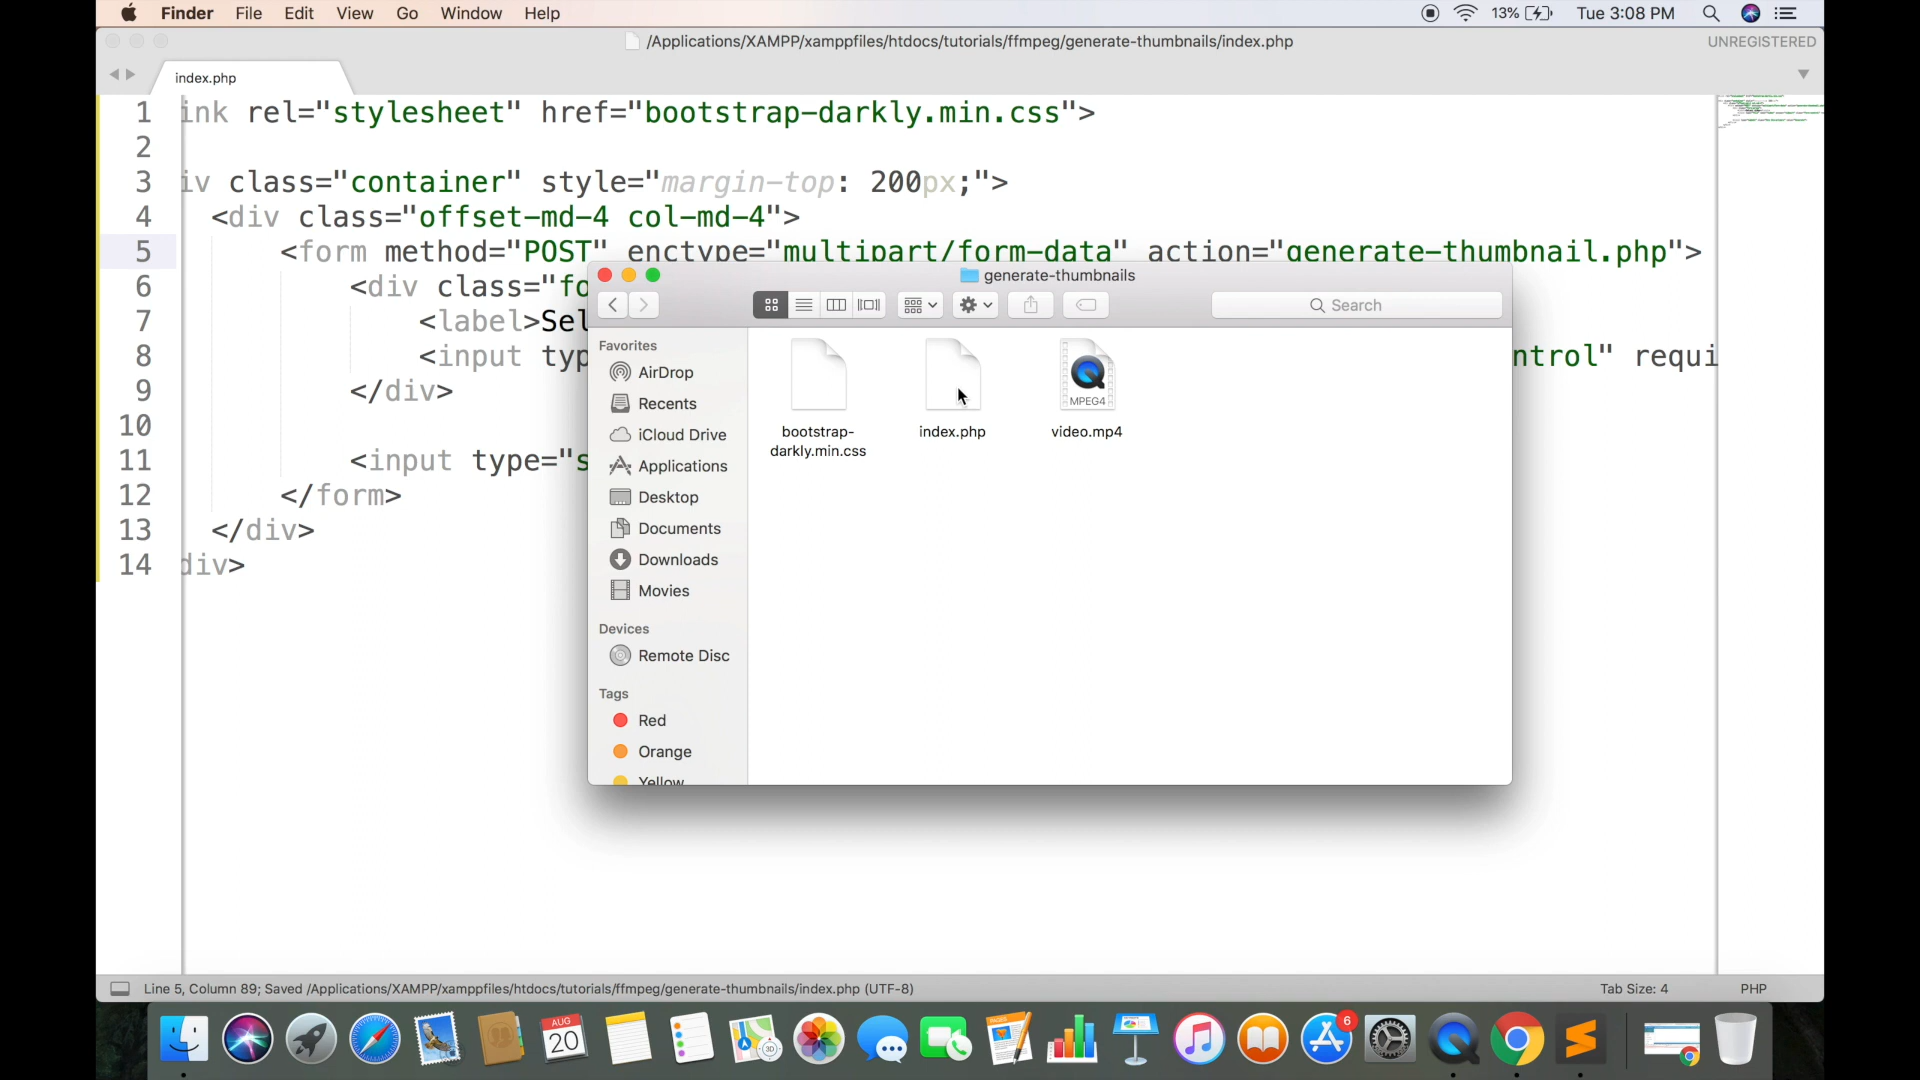 Finder File Edit View Go Window Help 13% Tue 3:08 PM
/Applications/XAMPP/xamppfiles/htdocs/tutorials/ffmpeg/generate-thumbnails/index.php UNREGISTERED
index.php
1 ink rel="stylesheet" href="bootstrap-darkly.min.css">
2
3 iv class="container" style="margin-top: 200px;">
4 <div class="offset-md-4 col-md-4">
5 <form method="POST" enctype="multipart/form-data" action="generate-thumbnail.php">
6 <div class="fo
7 <label>Sel
8 <input typ ntrol" requi
9 </div>
10
11 <input type="s
12 </form>
13 </div>
14 div>
generate-thumbnails
Search
Favorites
AirDrop
Recents
iCloud Drive
Applications
Desktop
Documents
Downloads
Movies
Devices
Remote Disc
Tags
Red
Orange
Yellow
MPEG4
bootstrap-
darkly.min.css
index.php
video.mp4
Line 5, Column 89; Saved /Applications/XAMPP/xamppfiles/htdocs/tutorials/ffmpeg/generate-thumbnails/index.php (UTF-8) Tab Size: 4 PHP
AUG
20
3D
6